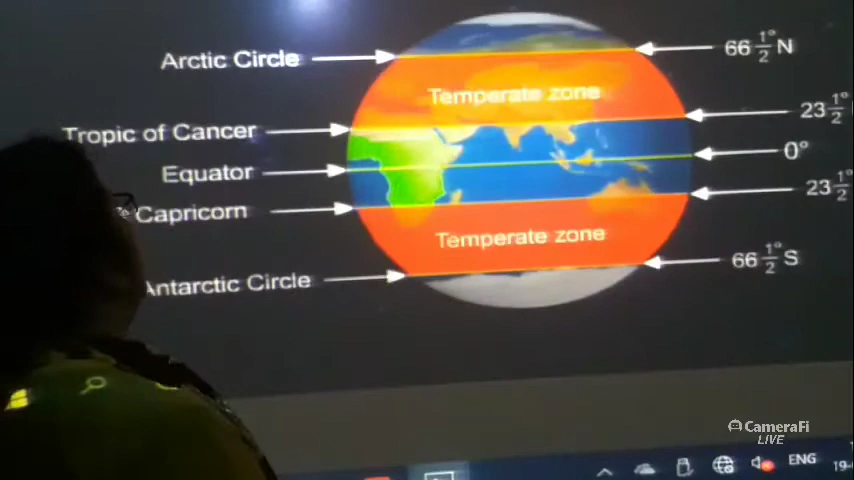 Arctic Circle
66 1/2° N
Temperate zone
Tropic of Cancer
23 1/2°
Equator
0°
Capricorn
23 1/2°
Temperate zone
Antarctic Circle
66 1/2° S
CameraFi
LIVE
ENG